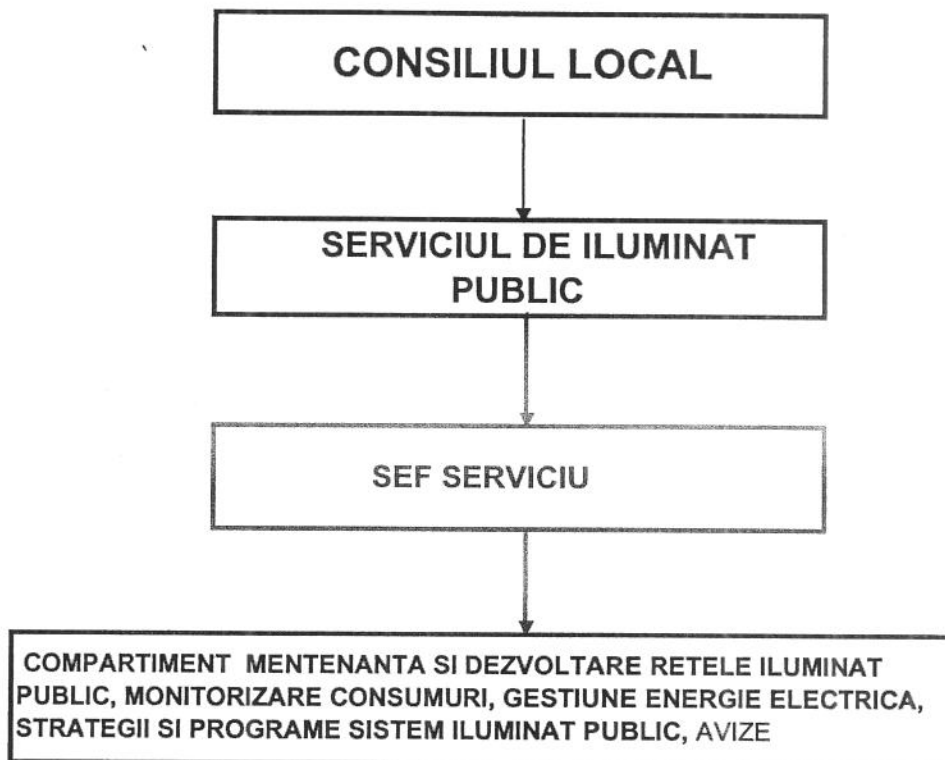 CONSILIUL LOCAL
SERVICIUL DE ILUMINAT
PUBLIC
SEF SERVICIU
COMPARTIMENT MENTENANTA SI DEZVOLTARE RETELE ILUMINAT
PUBLIC, MONITORIZARE CONSUMURI, GESTIUNE ENERGIE ELECTRICA,
STRATEGII SI PROGRAME SISTEM ILUMINAT PUBLIC, AVIZE